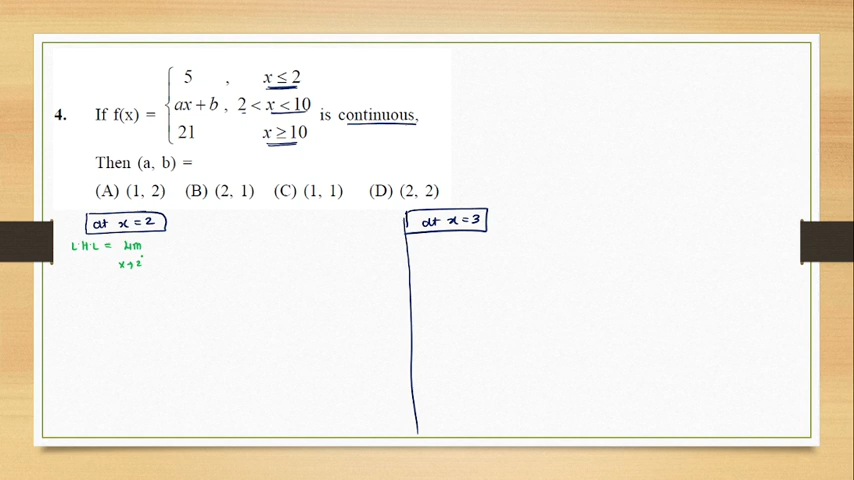 4. If f(x) = { 5 , x ≤ 2
ax + b , 2 < x < 10
21 x ≥ 10
is continuous,
Then (a, b) =
(A) (1, 2) (B) (2, 1) (C) (1, 1) (D) (2, 2)
at x = 2
L.H.L = lim
x→2
at x = 3